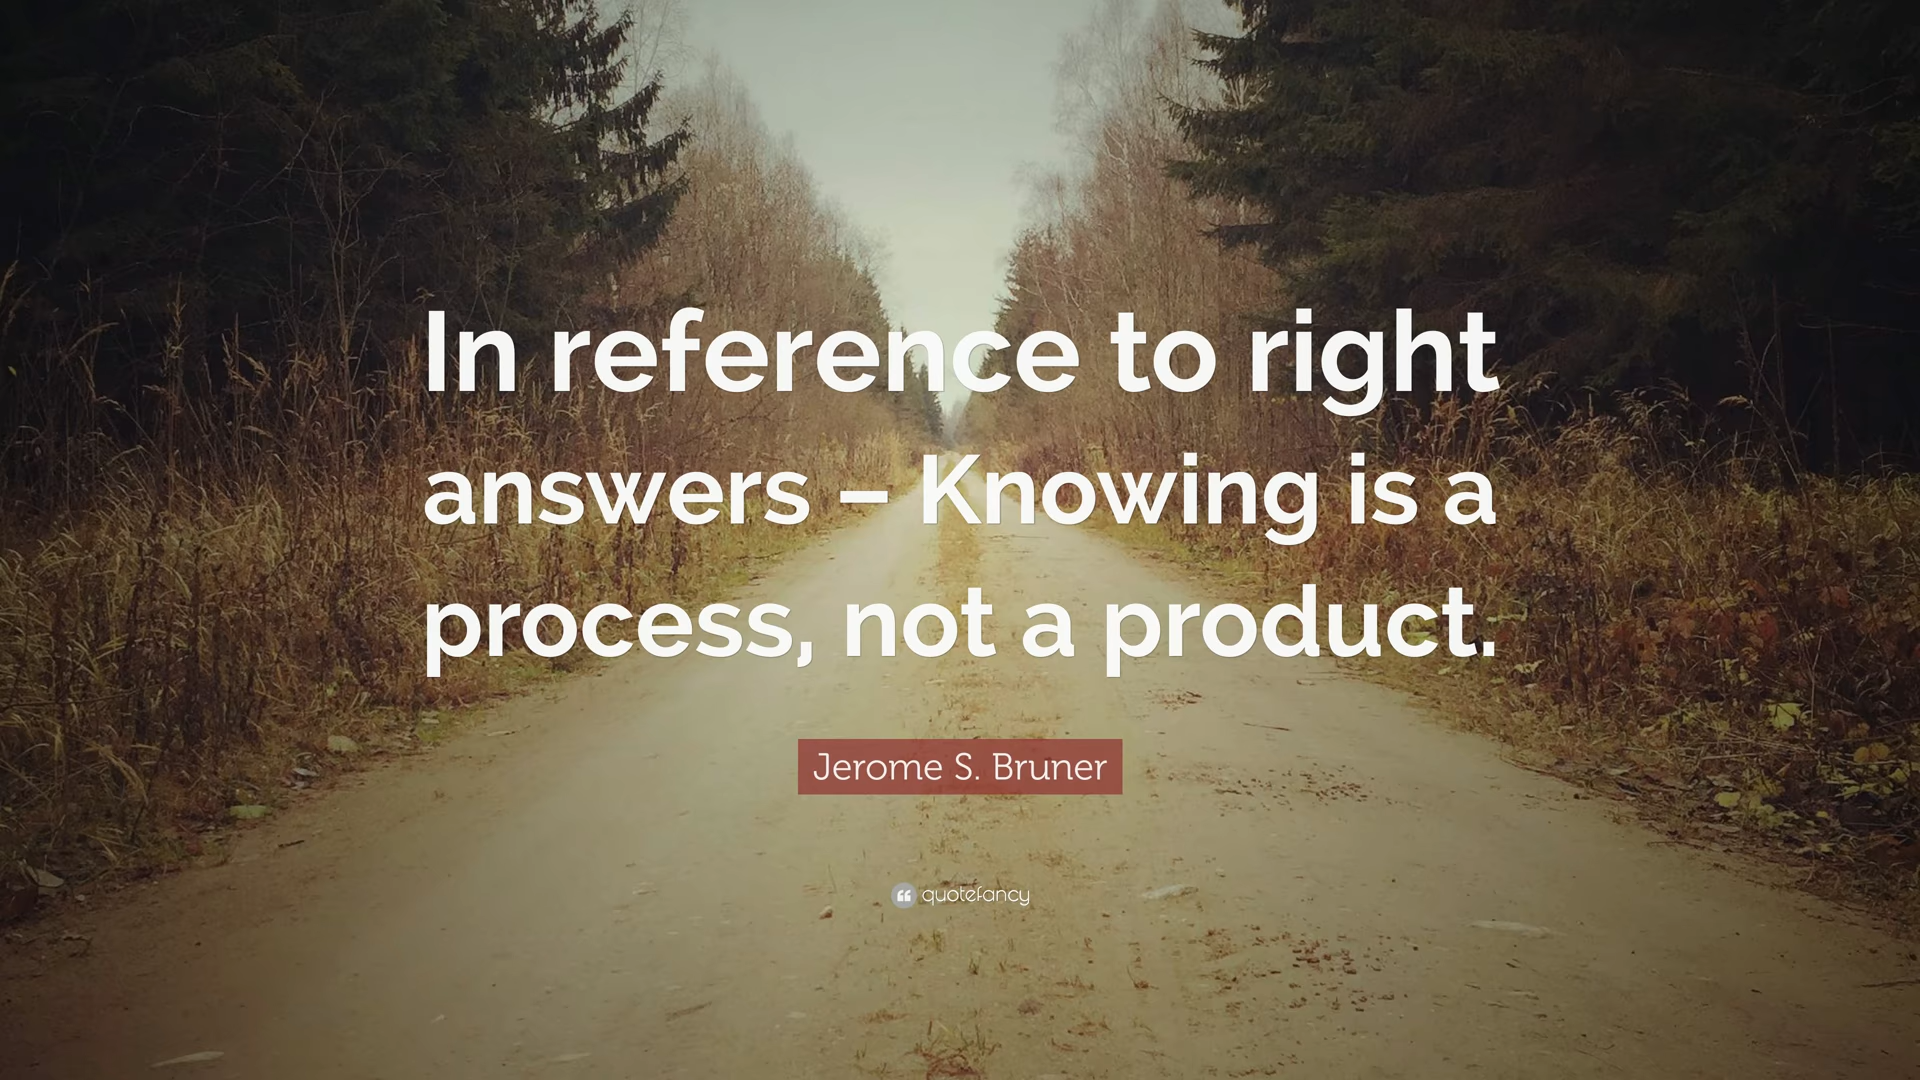 In reference to right
answers – Knowing is a
process, not a product.
Jerome S. Bruner
quotefancy